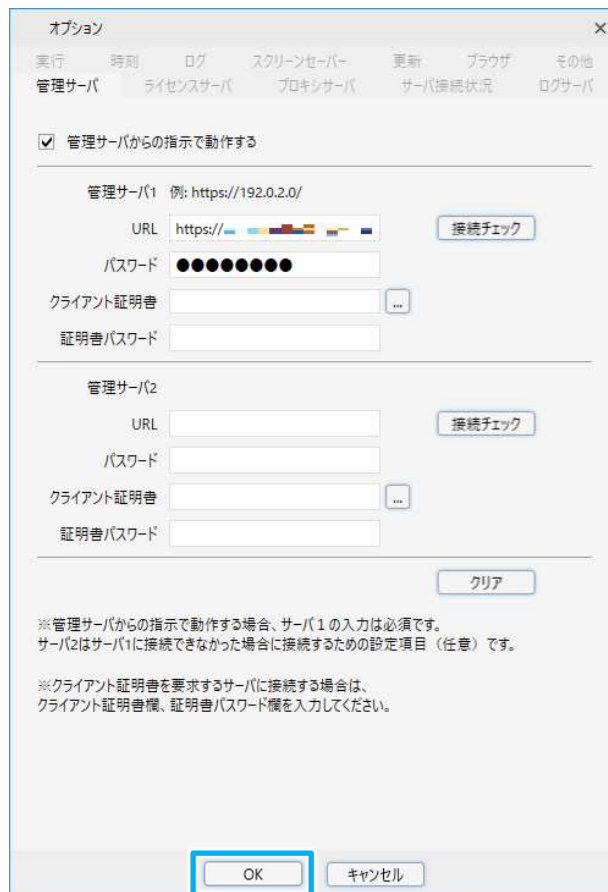 オプション ×
実行 時刻 ログ スクリーンセーバー 更新 ブラウザ その他
管理サーバ ライセンスサーバ プロキシサーバ サーバ接続状況 ログサーバ
管理サーバからの指示で動作する
管理サーバ1 例: https://192.0.2.0/
URL https:// 接続チェック
パスワード ●●●●●●●●
クライアント証明書 ...
証明書パスワード
管理サーバ2
URL 接続チェック
パスワード
クライアント証明書 ...
証明書パスワード
クリア
※管理サーバからの指示で動作する場合、サーバ1の入力は必須です。
サーバ2はサーバ1に接続できなかった場合に接続するための設定項目（任意）です。
※クライアント証明書を要求するサーバに接続する場合は、
クライアント証明書欄、証明書パスワード欄を入力してください。
OK キャンセル